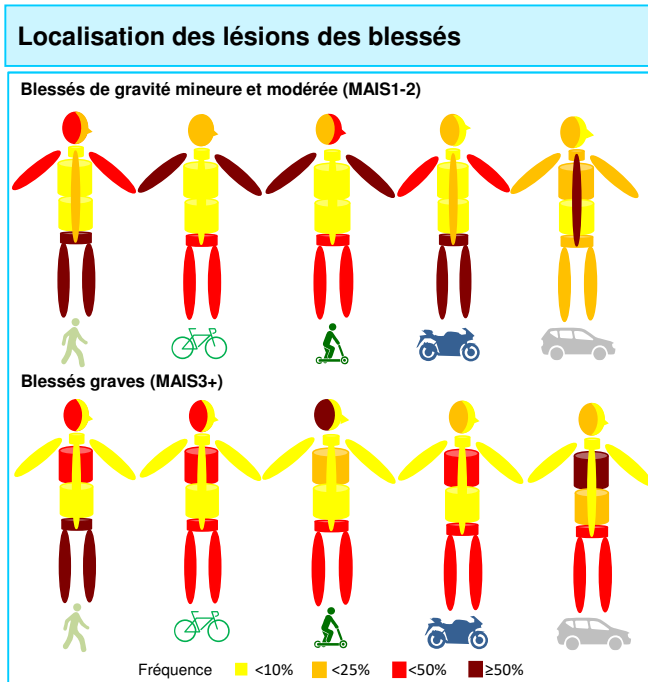 Localisation des lésions des blessés
Blessés de gravité mineure et modérée (MAIS1-2)
Blessés graves (MAIS3+)
Fréquence <10% <25% <50% ≥50%